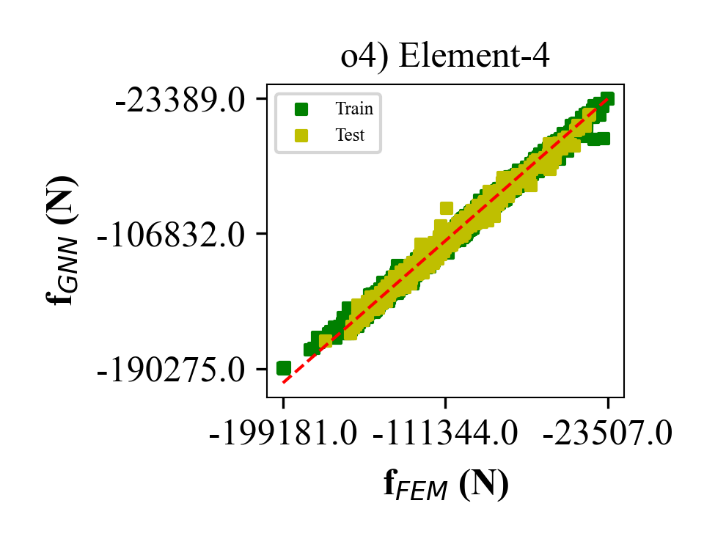 o4) Element-4
-23389.0
Train
Test
f_GNN (N)
-106832.0
-190275.0
-199181.0 -111344.0 -23507.0
f_FEM (N)